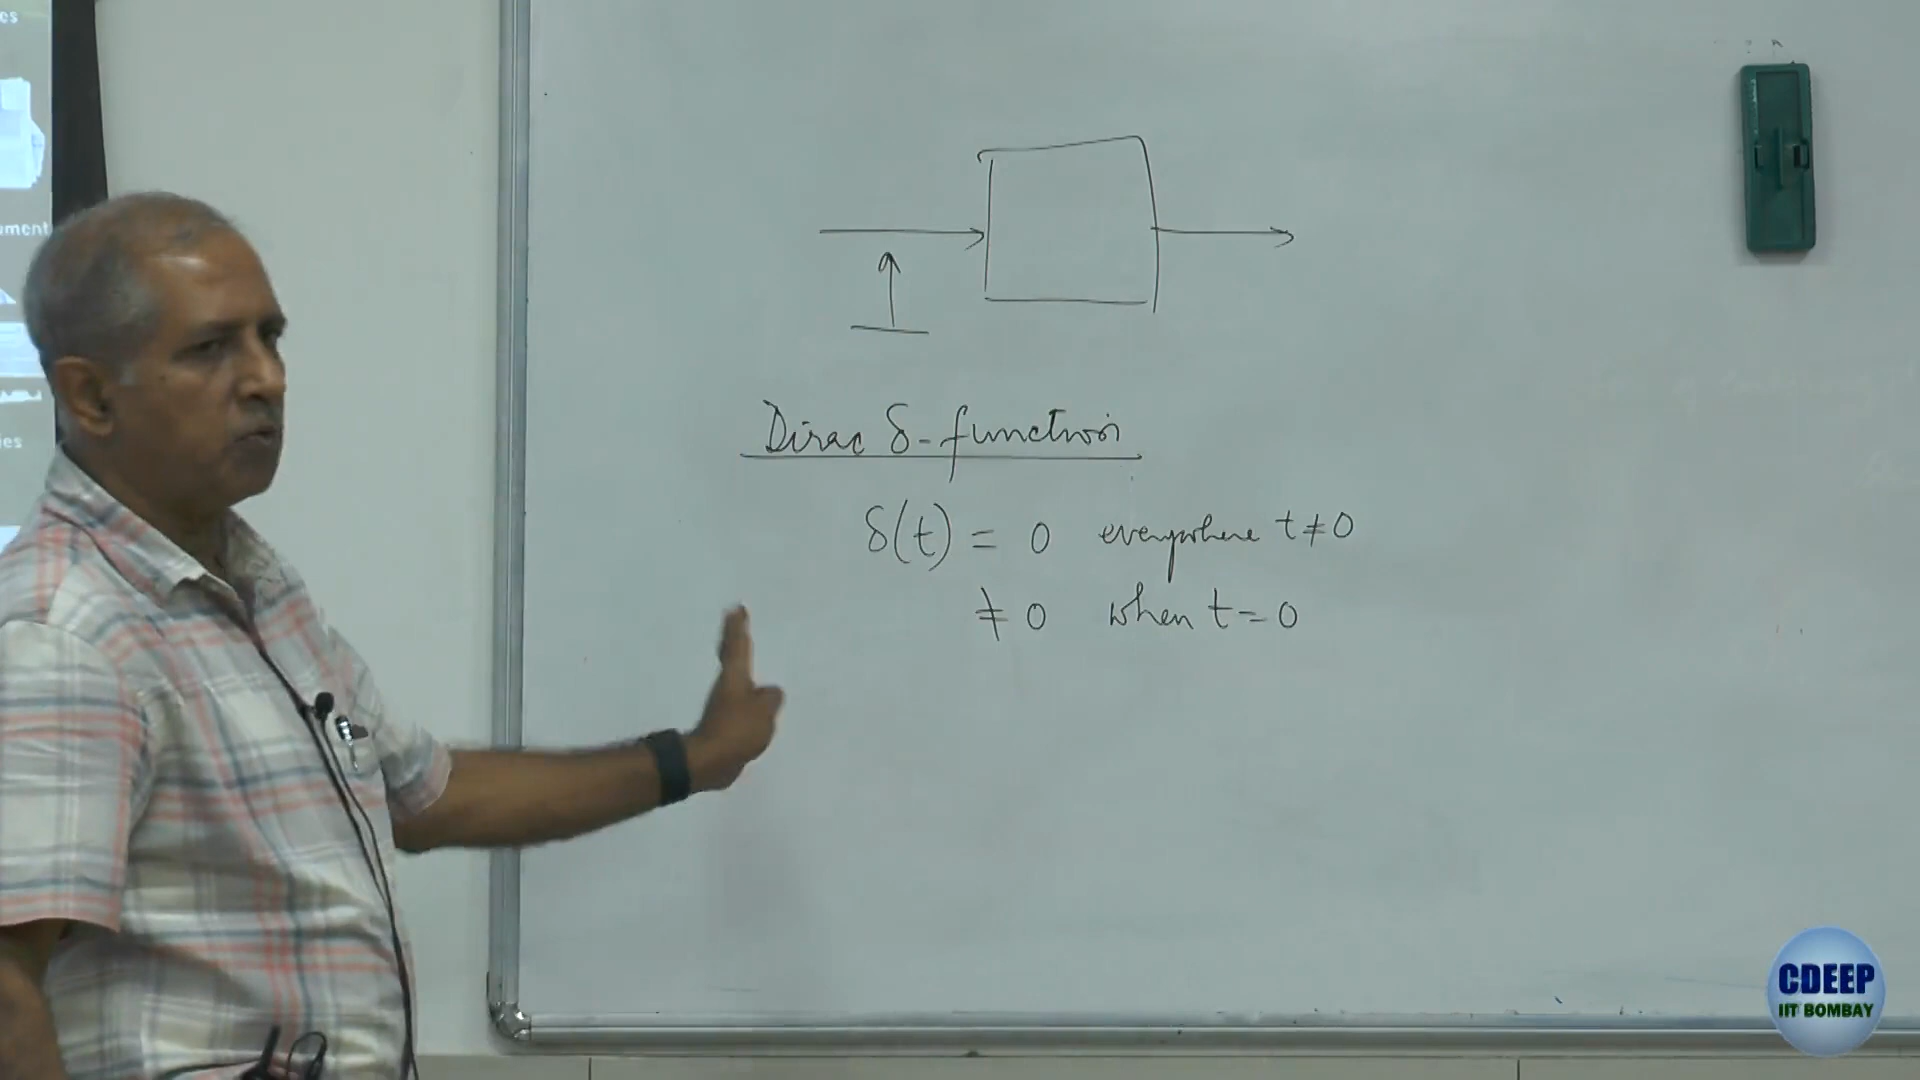 Dirac δ-function
δ(t) = 0 everywhere t≠0
≠ 0 when t=0
CDEEP
IIT BOMBAY